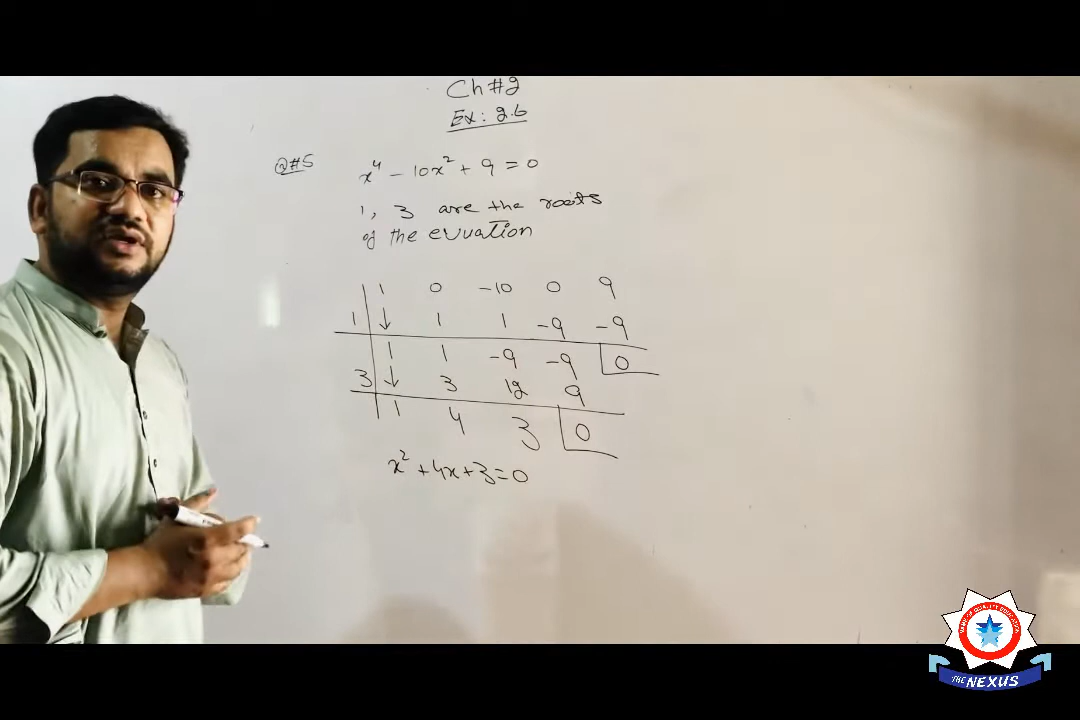 Ch#2
Ex: 2.6
Q#5
x⁴ - 10x² + 9 = 0
1, 3 are the roots
of the equation
1 0 -10 0 9
1 ↓ 1 1 -9 -9
1 1 -9 -9 0
3 ↓ 3 12 9
1 4 3 0
x² + 4x + 3 = 0
THE NEXUS